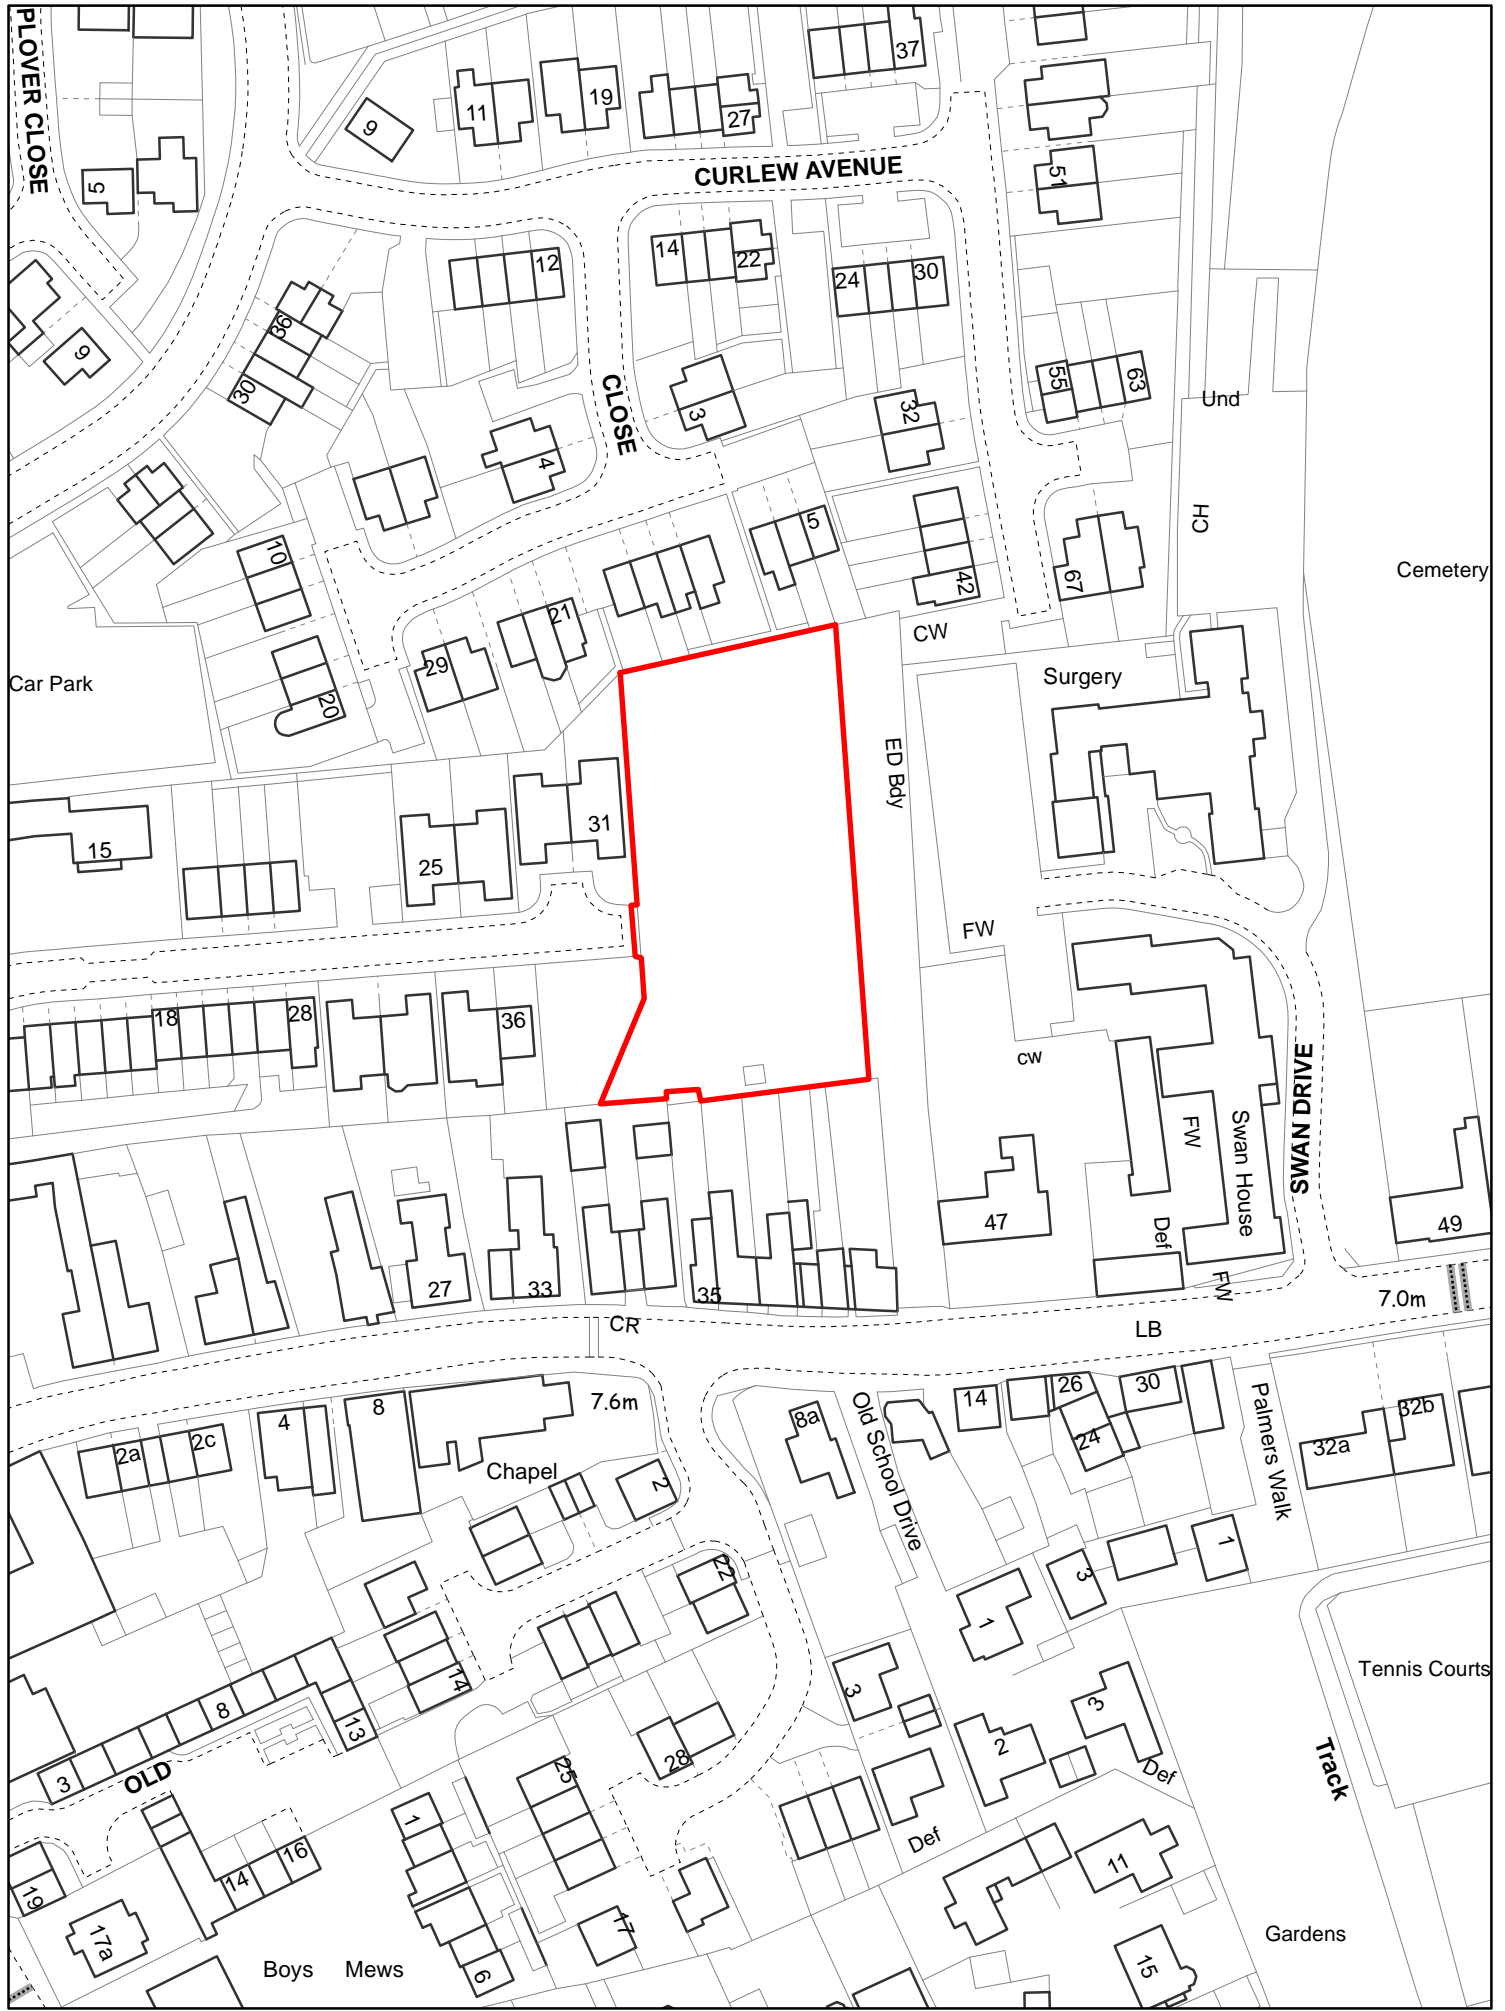 PLOVER CLOSE
37
9
11
19
27
CURLEW AVENUE
5
51
14
22
12
24
30
36
9
30
CLOSE
3
32
55
63
Und
4
5
CH
10
42
67
Cemetery
21
CW
29
Surgery
Car Park
20
ED Bdy
31
15
25
FW
18
28
36
cw
SWAN DRIVE
FW
Swan House
47
Def
49
27
33
35
FW
7.0m
CR
LB
7.6m
8a
Old School Drive
14
26
30
24
Palmers Walk
32a
32b
2a
2c
4
8
Chapel
2
22
3
1
1
14
Tennis Courts
8
13
3
3
2
28
25
3
OLD
Def
Track
1
Def
14
16
11
19
17a
17
Gardens
15
Boys Mews
6